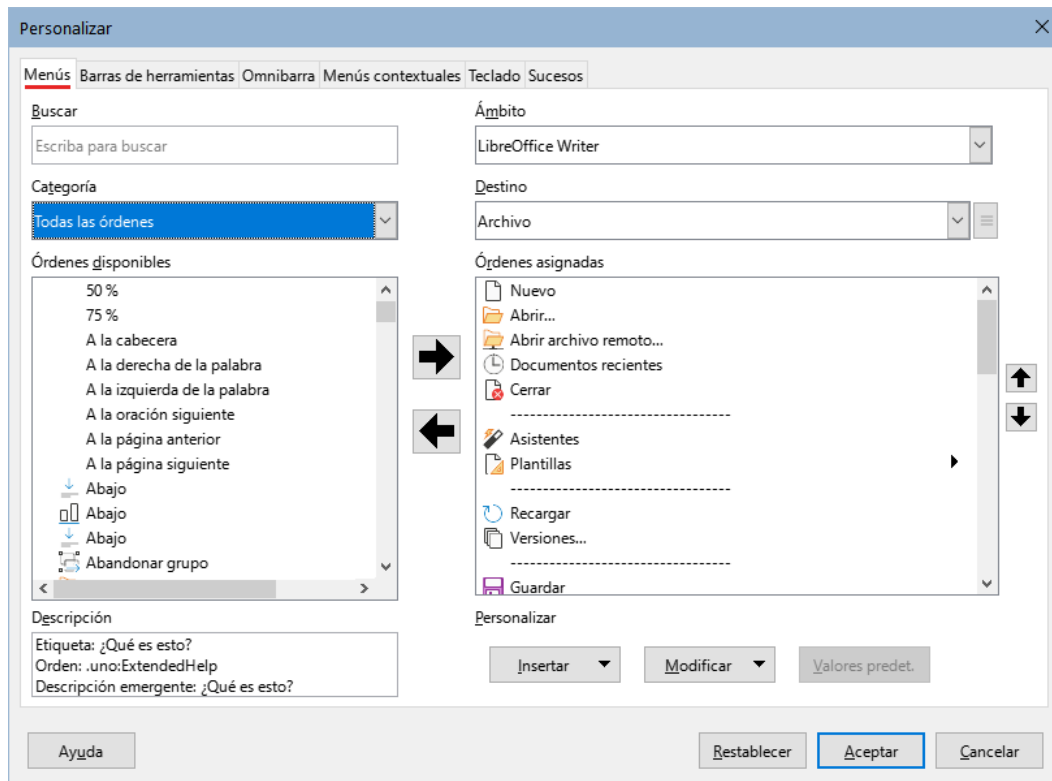 Personalizar
Menús Barras de herramientas Omnibarra Menús contextuales Teclado Sucesos
Buscar
Escriba para buscar
Categoría
Todas las órdenes
Órdenes disponibles
50 %
75 %
A la cabecera
A la derecha de la palabra
A la izquierda de la palabra
A la oración siguiente
A la página anterior
A la página siguiente
Abajo
Abajo
Abajo
Abandonar grupo
Descripción
Etiqueta: ¿Qué es esto?
Orden: .uno:ExtendedHelp
Descripción emergente: ¿Qué es esto?
Ámbito
LibreOffice Writer
Destino
Archivo
Órdenes asignadas
Nuevo
Abrir...
Abrir archivo remoto...
Documentos recientes
Cerrar
-----------------------------------
Asistentes
Plantillas
-----------------------------------
Recargar
Versiones...
-----------------------------------
Guardar
Personalizar
Insertar Modificar Valores predet.
Ayuda Restablecer Aceptar Cancelar